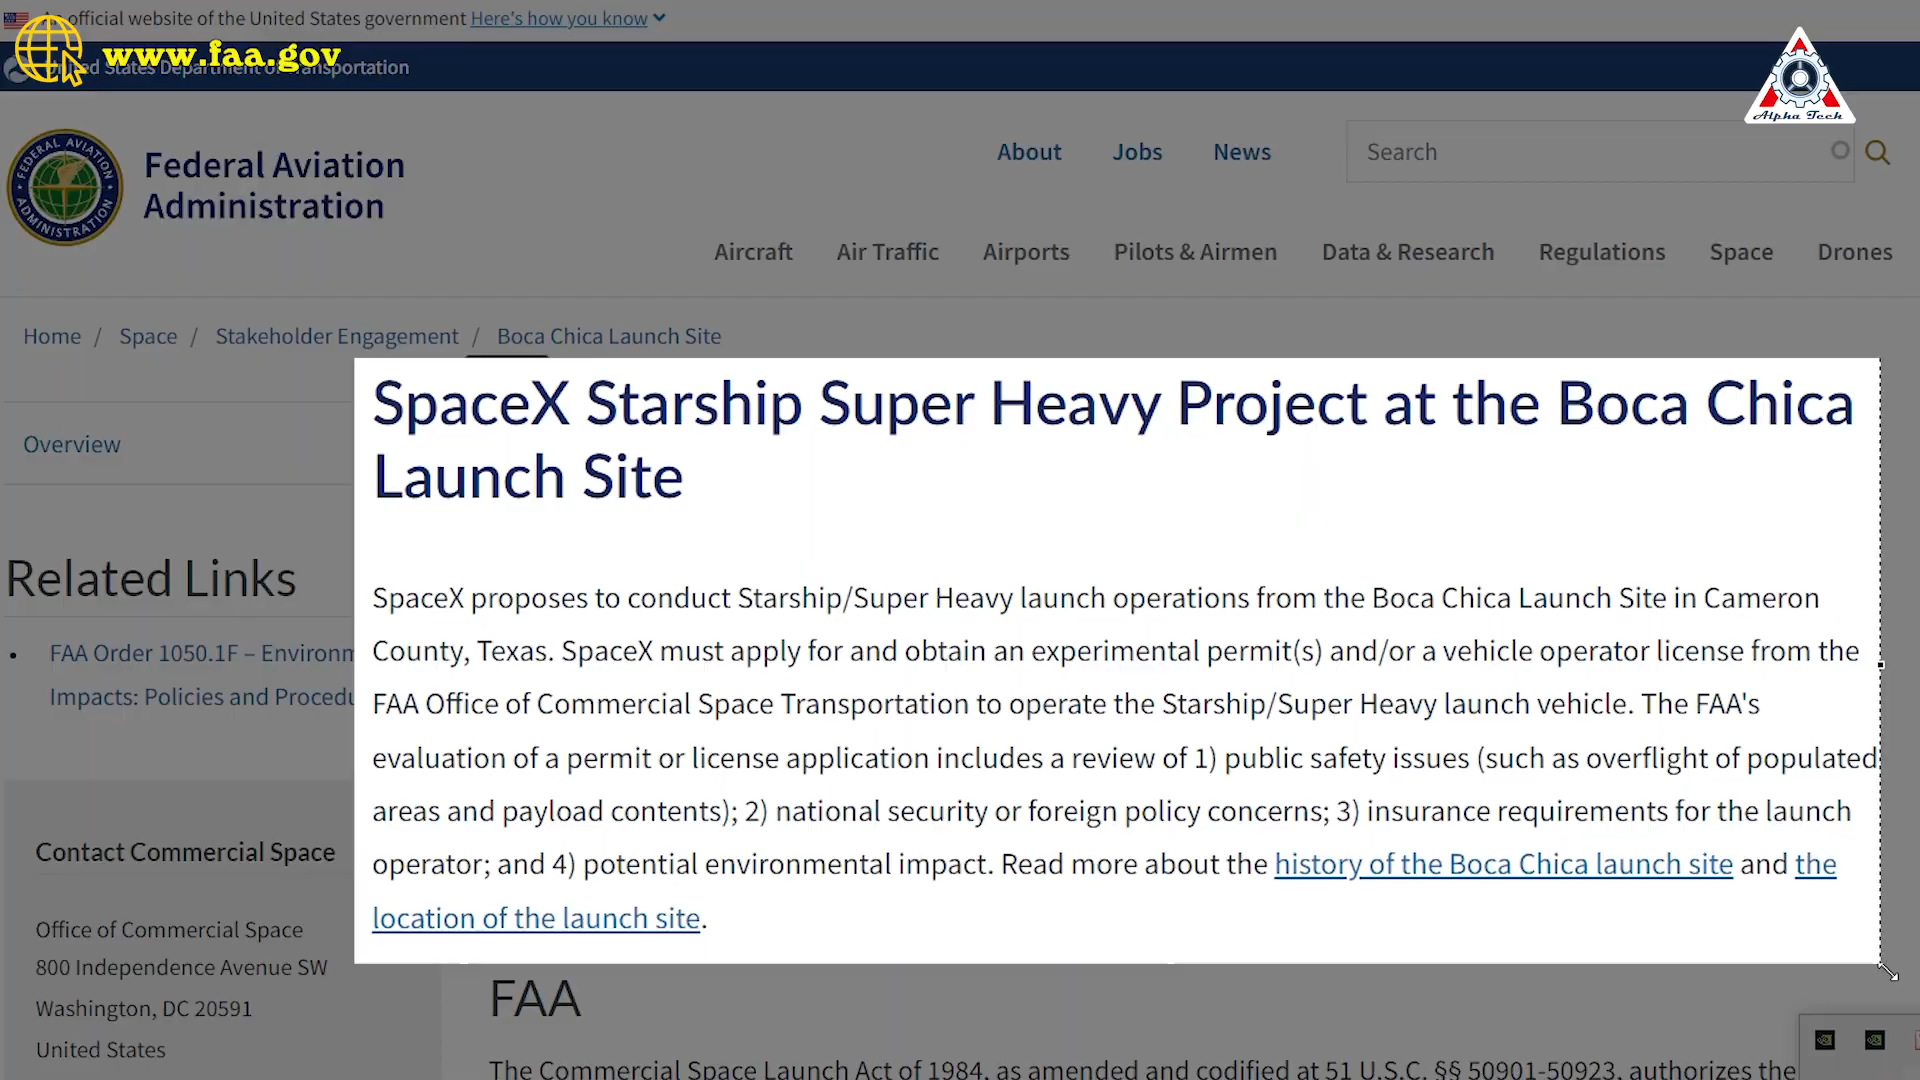 An official website of the United States government Here's how you know
www.faa.gov
United States Department of Transportation
Alpha Tech
FEDERAL AVIATION ADMINISTRATION
Federal Aviation
Administration
About Jobs News Search
Aircraft Air Traffic Airports Pilots & Airmen Data & Research Regulations Space Drones
Home / Space / Stakeholder Engagement / Boca Chica Launch Site
Overview
SpaceX Starship Super Heavy Project at the Boca Chica
Launch Site
Related Links
FAA Order 1050.1F – Environm
Impacts: Policies and Procedu
SpaceX proposes to conduct Starship/Super Heavy launch operations from the Boca Chica Launch Site in Cameron
County, Texas. SpaceX must apply for and obtain an experimental permit(s) and/or a vehicle operator license from the
FAA Office of Commercial Space Transportation to operate the Starship/Super Heavy launch vehicle. The FAA's
evaluation of a permit or license application includes a review of 1) public safety issues (such as overflight of populated
areas and payload contents); 2) national security or foreign policy concerns; 3) insurance requirements for the launch
operator; and 4) potential environmental impact. Read more about the history of the Boca Chica launch site and the
location of the launch site.
Contact Commercial Space
Office of Commercial Space
800 Independence Avenue SW
Washington, DC 20591
United States
FAA
The Commercial Space Launch Act of 1984, as amended and codified at 51 U.S.C. §§ 50901-50923, authorizes the